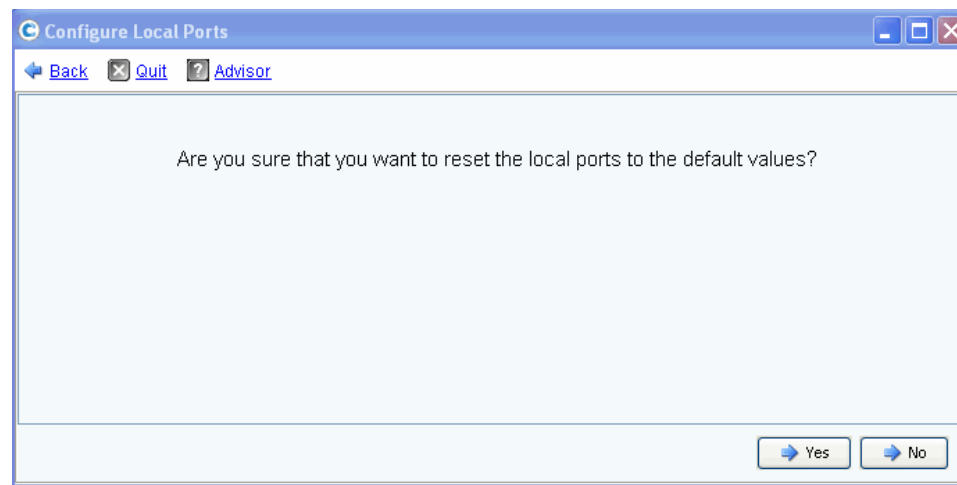 Configure Local Ports
Back Quit Advisor
Are you sure that you want to reset the local ports to the default values?
Yes No